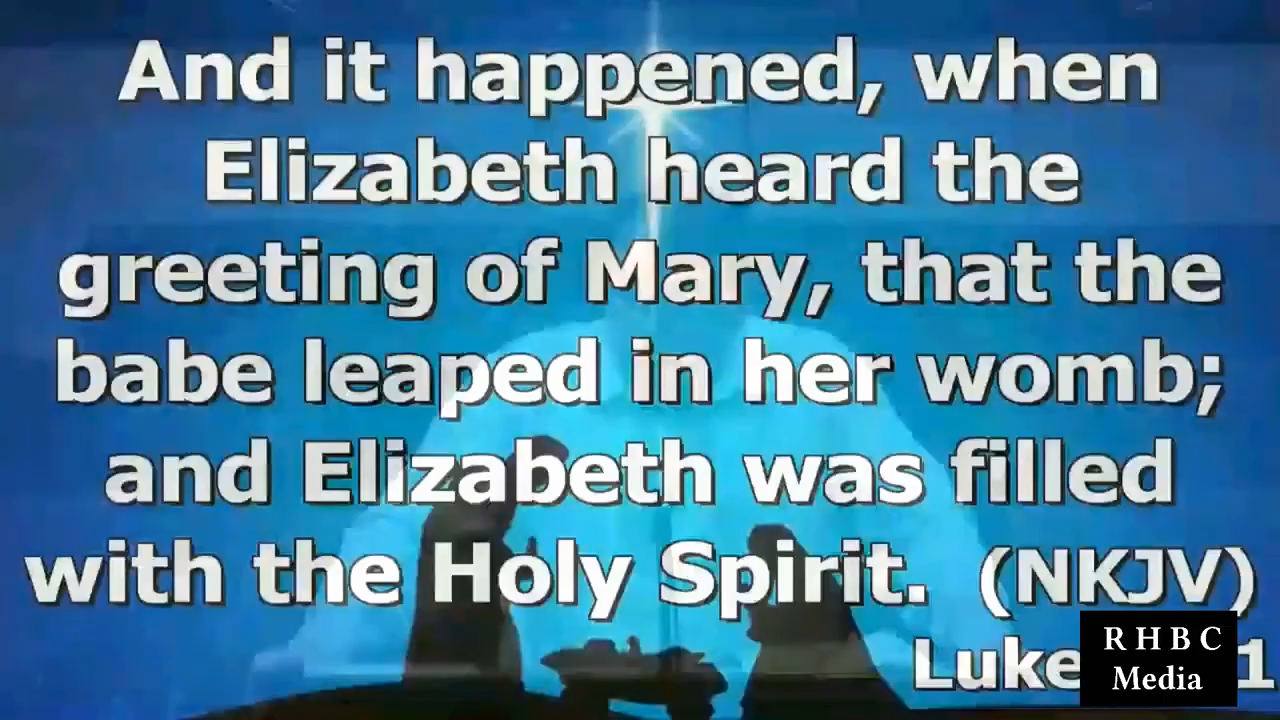 And it happened, when
Elizabeth heard the
greeting of Mary, that the
babe leaped in her womb;
and Elizabeth was filled
with the Holy Spirit. (NKJV)
Luke 1
R H B C
Media